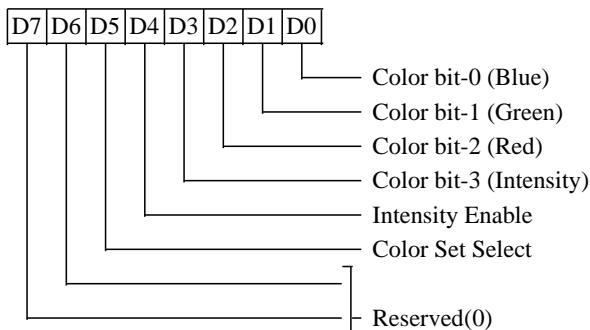 D7 D6 D5 D4 D3 D2 D1 D0
Color bit-0 (Blue)
Color bit-1 (Green)
Color bit-2 (Red)
Color bit-3 (Intensity)
Intensity Enable
Color Set Select
Reserved(0)